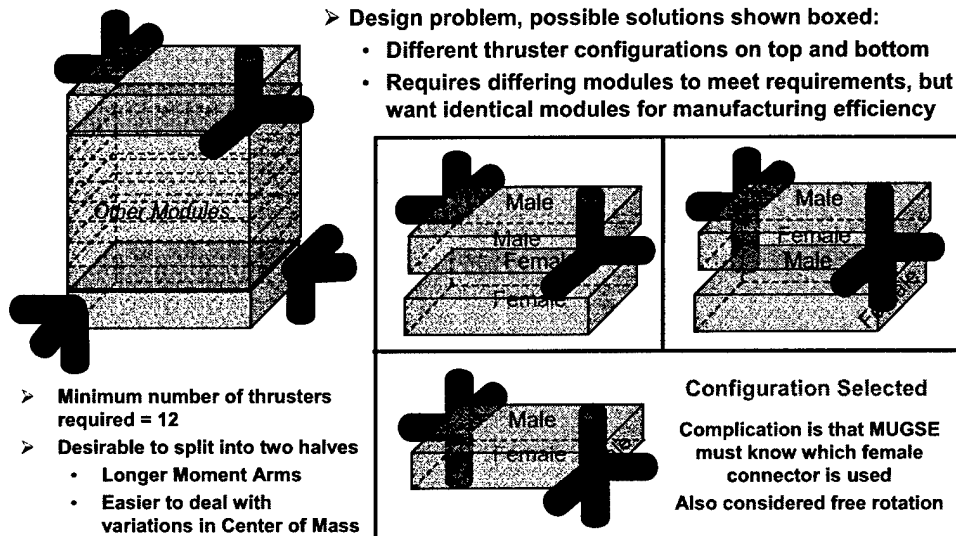 ➢ Design problem, possible solutions shown boxed:
• Different thruster configurations on top and bottom
• Requires differing modules to meet requirements, but
want identical modules for manufacturing efficiency
Other Modules
Male
Male
Female
Male
Female
Male
Female
Male
Female
➢ Minimum number of thrusters
required = 12
➢ Desirable to split into two halves
• Longer Moment Arms
• Easier to deal with
variations in Center of Mass
Configuration Selected
Complication is that MUGSE
must know which female
connector is used
Also considered free rotation